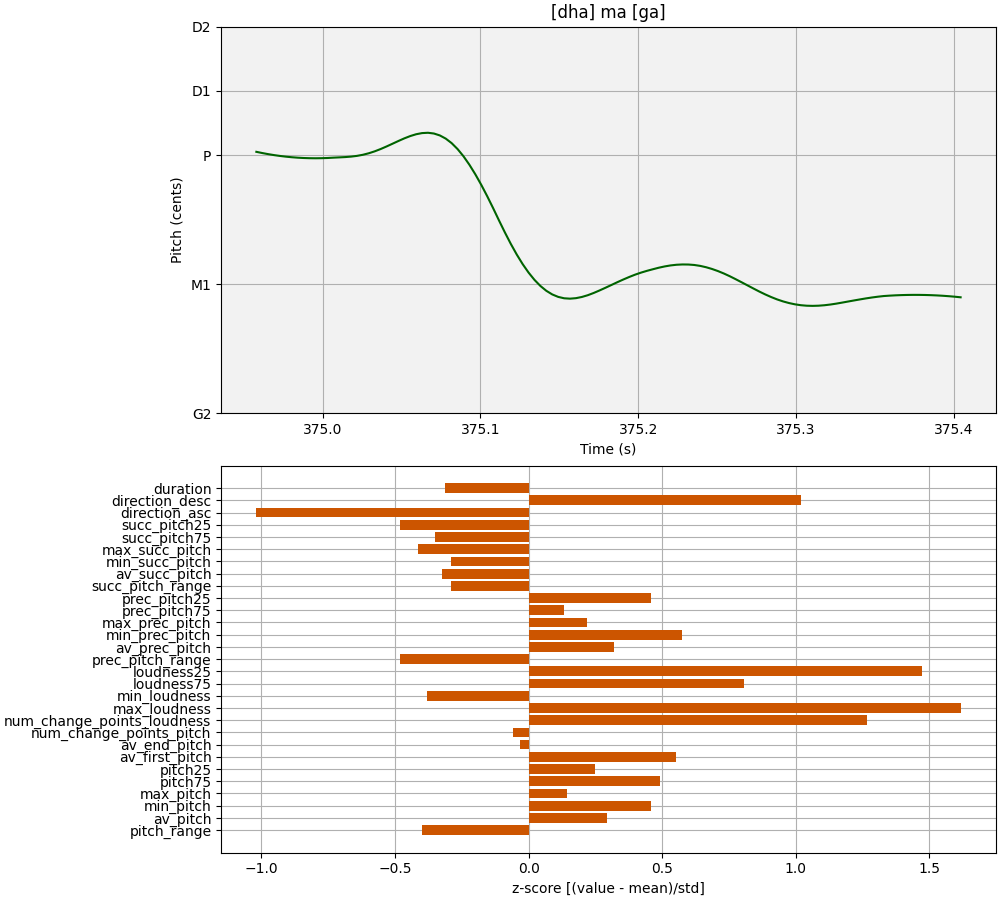 [dha] ma [ga]
D2
D1
P
M1
G2
Pitch (cents)
375.0 375.1 375.2 375.3 375.4
Time (s)
duration
direction_desc
direction_asc
succ_pitch25
succ_pitch75
max_succ_pitch
min_succ_pitch
av_succ_pitch
succ_pitch_range
prec_pitch25
prec_pitch75
max_prec_pitch
min_prec_pitch
av_prec_pitch
prec_pitch_range
loudness25
loudness75
min_loudness
max_loudness
num_change_points_loudness
num_change_points_pitch
av_end_pitch
av_first_pitch
pitch25
pitch75
max_pitch
min_pitch
av_pitch
pitch_range
−1.0 −0.5 0.0 0.5 1.0 1.5
z-score [(value - mean)/std]